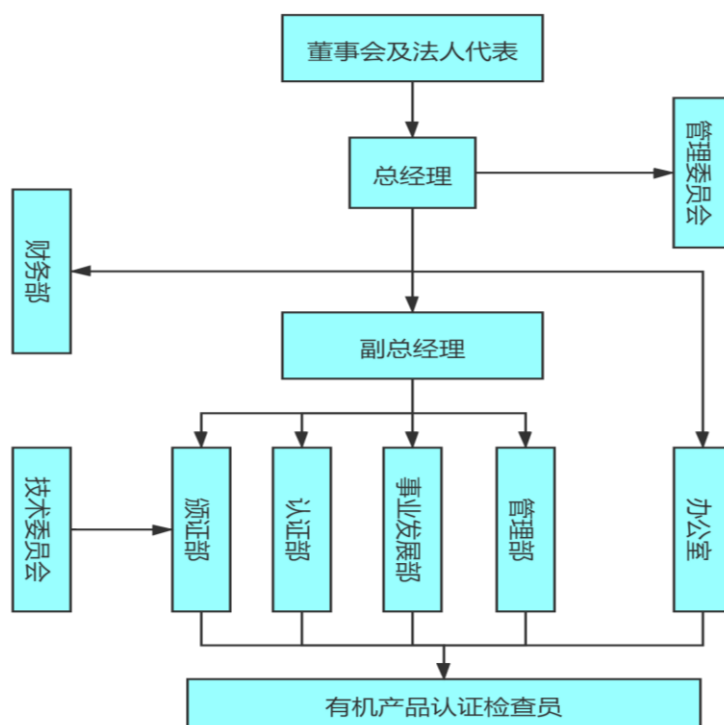 董事会及法人代表
管理委员会
总经理
财务部
副总经理
技术委员会
颁证部
认证部
事业发展部
管理部
办公室
有机产品认证检查员